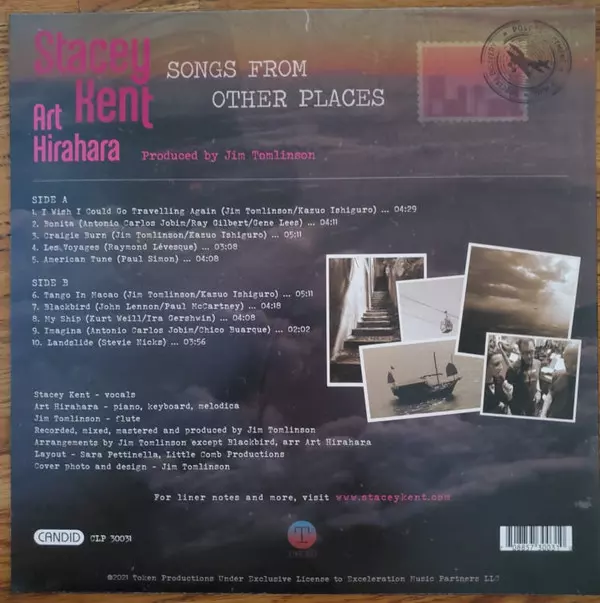 Stacey Kent
Art Hirahara
SONGS FROM
OTHER PLACES
Produced by Jim Tomlinson
SIDE A
1. I Wish I Could Go Travelling Again (Jim Tomlinson/Kazuo Ishiguro) ... 04:29
2. Bonita (Antonio Carlos Jobim/Ray Gilbert/Gene Lees) ... 04:11
3. Craigie Burn (Jim Tomlinson/Kazuo Ishiguro) ... 05:11
4. Les Voyages (Raymond Lévesque) ... 03:08
5. American Tune (Paul Simon) ... 04:08
SIDE B
6. Tango In Macao (Jim Tomlinson/Kazuo Ishiguro) ... 05:11
7. Blackbird (John Lennon/Paul McCartney) ... 04:18
8. My Ship (Kurt Weill/Ira Gershwin) ... 04:08
9. Imagina (Antonio Carlos Jobim/Chico Buarque) ... 02:02
10. Landslide (Stevie Nicks) ... 03:56
Stacey Kent - vocals
Art Hirahara - piano, keyboard, melodica
Jim Tomlinson - flute
Recorded, mixed, mastered and produced by Jim Tomlinson
Arrangements by Jim Tomlinson except Blackbird, arr Art Hirahara
Layout - Sara Pettinella, Little Comb Productions
Cover photo and design - Jim Tomlinson
For liner notes and more, visit www.staceykent.com
CANDID
CLP 30031
T
©2021 Token Productions Under Exclusive License to Exceleration Music Partners LLC